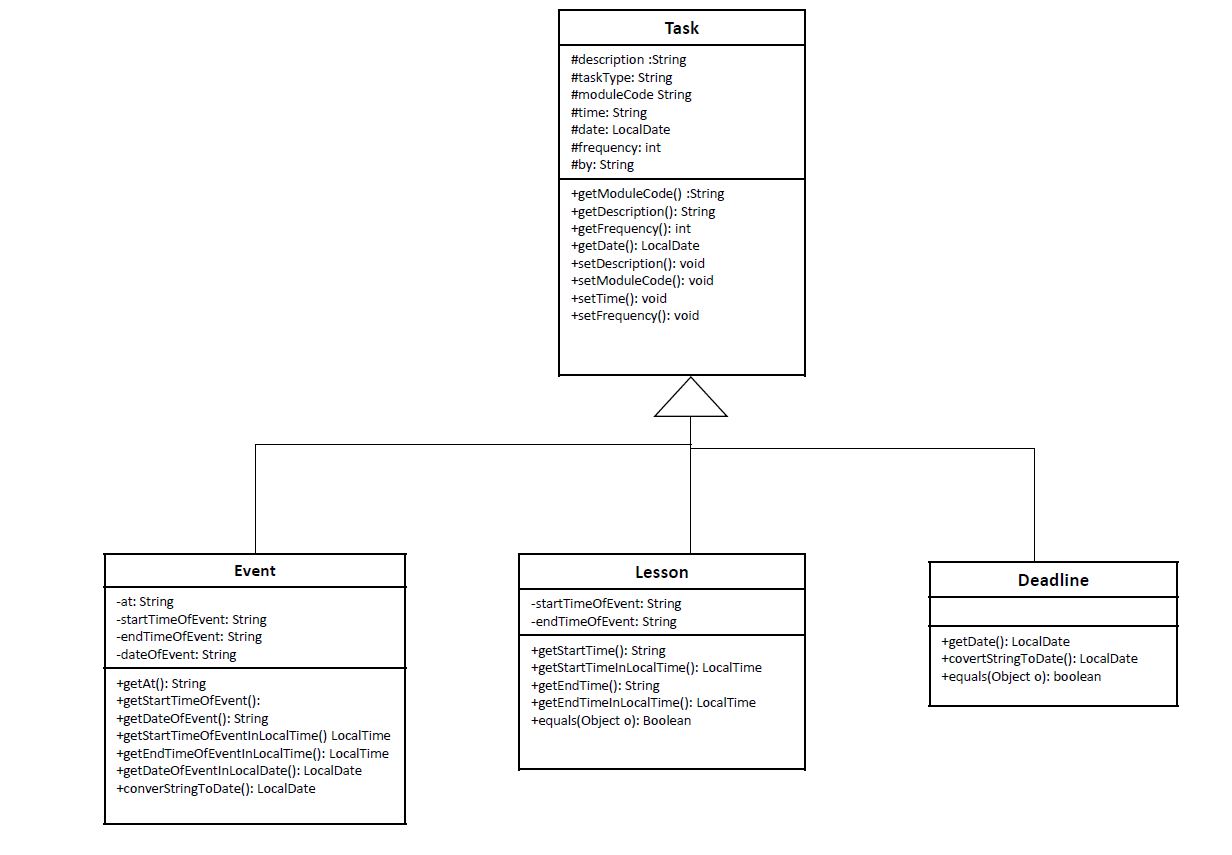 Task
#description :String
#taskType: String
#moduleCode String
#time: String
#date: LocalDate
#frequency: int
#by: String
+getModuleCode() :String
+getDescription(): String
+getFrequency(): int
+getDate(): LocalDate
+setDescription(): void
+setModuleCode(): void
+setTime(): void
+setFrequency(): void
Event
-at: String
-startTimeOfEvent: String
-endTimeOfEvent: String
-dateOfEvent: String
+getAt(): String
+getStartTimeOfEvent():
+getDateOfEvent(): String
+getStartTimeOfEventInLocalTime() LocalTime
+getEndTimeOfEventInLocalTime(): LocalTime
+getDateOfEventInLocalDate(): LocalDate
+converStringToDate(): LocalDate
Lesson
-startTimeOfEvent: String
-endTimeOfEvent: String
+getStartTime(): String
+getStartTimeInLocalTime(): LocalTime
+getEndTime(): String
+getEndTimeInLocalTime(): LocalTime
+equals(Object o): Boolean
Deadline
+getDate(): LocalDate
+covertStringToDate(): LocalDate
+equals(Object o): boolean